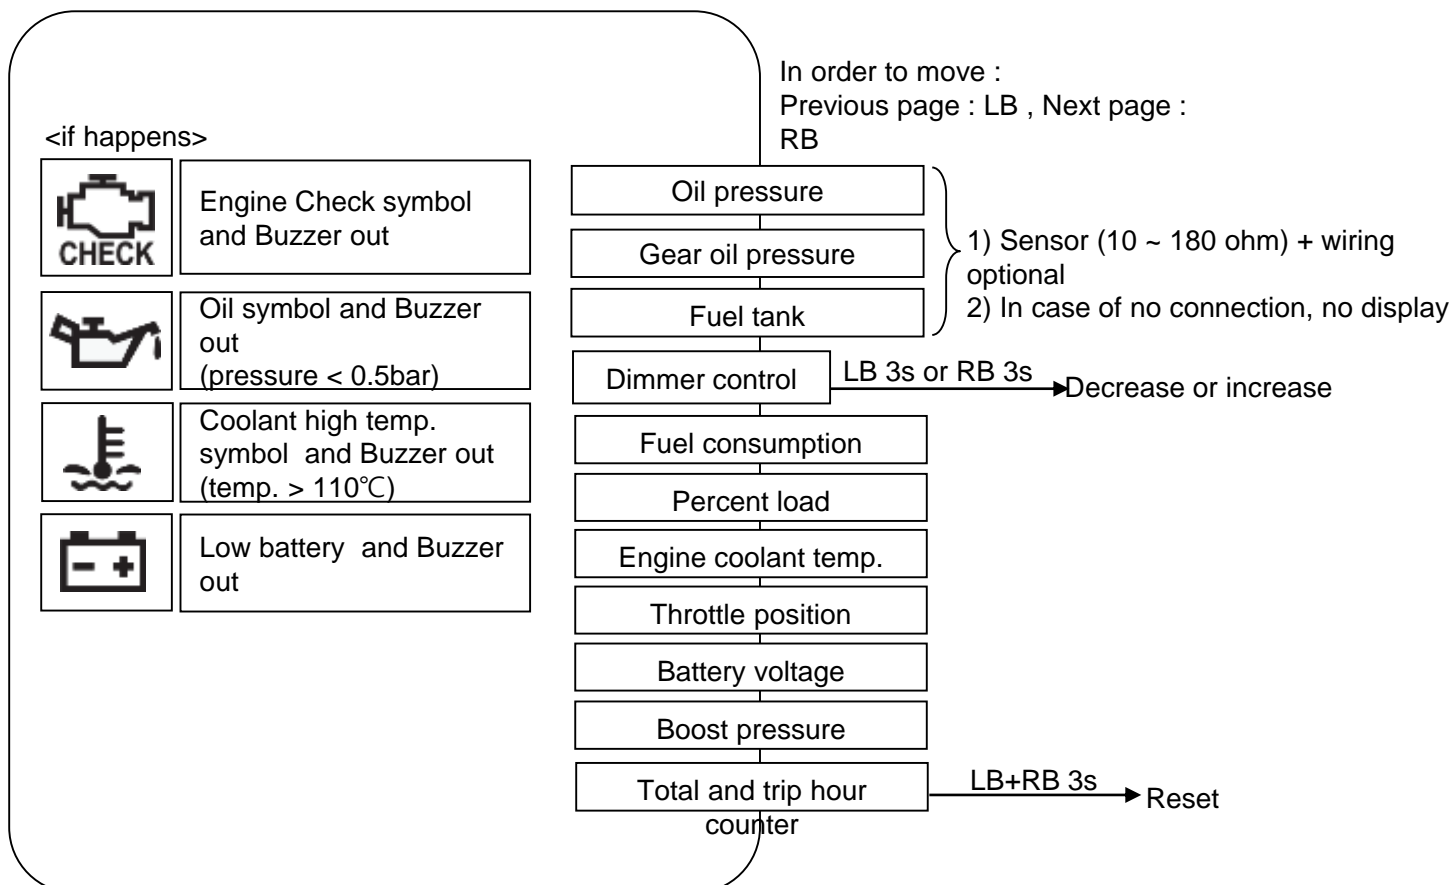 In order to move :
Previous page : LB , Next page :
RB
<if happens>
CHECK
Engine Check symbol
and Buzzer out
Oil symbol and Buzzer
out
(pressure < 0.5bar)
Coolant high temp.
symbol and Buzzer out
(temp. > 110℃)
Low battery and Buzzer
out
Oil pressure
Gear oil pressure
Fuel tank
1) Sensor (10 ~ 180 ohm) + wiring
optional
2) In case of no connection, no display
Dimmer control
LB 3s or RB 3s
Decrease or increase
Fuel consumption
Percent load
Engine coolant temp.
Throttle position
Battery voltage
Boost pressure
Total and trip hour
counter
LB+RB 3s
Reset